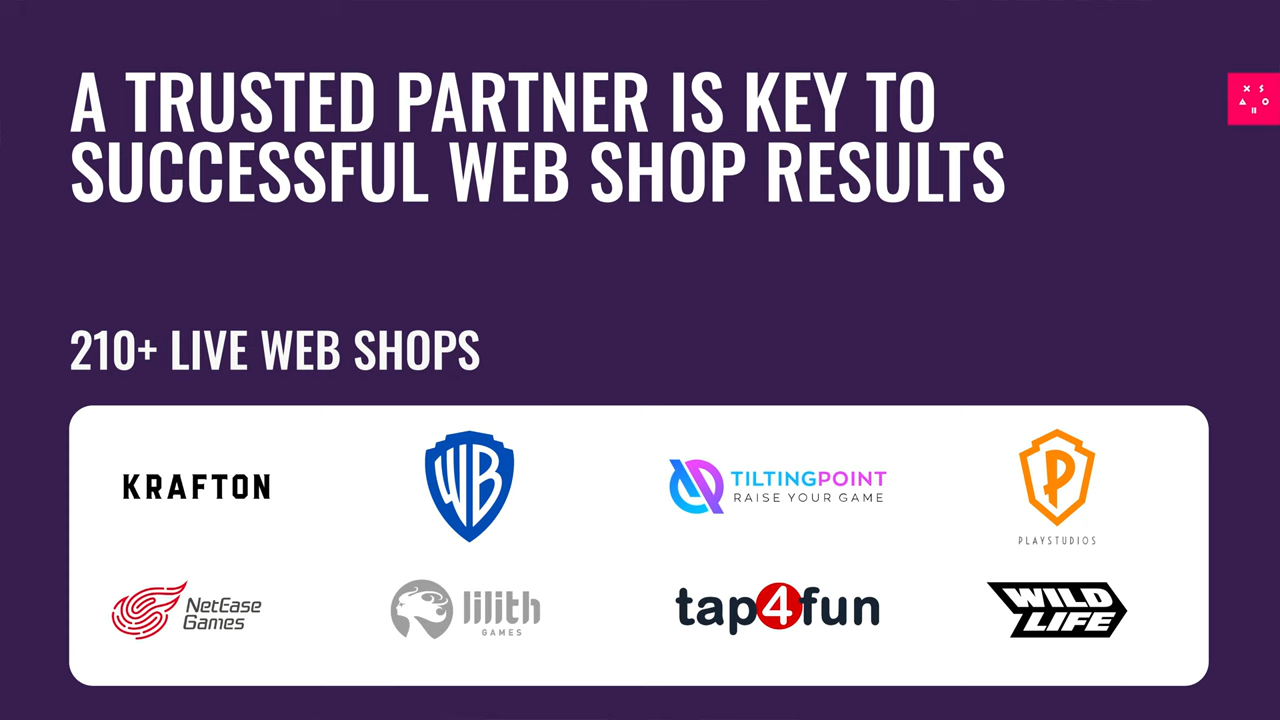 A TRUSTED PARTNER IS KEY TO
SUCCESSFUL WEB SHOP RESULTS
XSOLLA
210+ LIVE WEB SHOPS
KRAFTON
WB
TILTINGPOINT
RAISE YOUR GAME
P
PLAYSTUDIOS
NetEase
Games
lilith
GAMES
tap4fun
WILD
LIFE